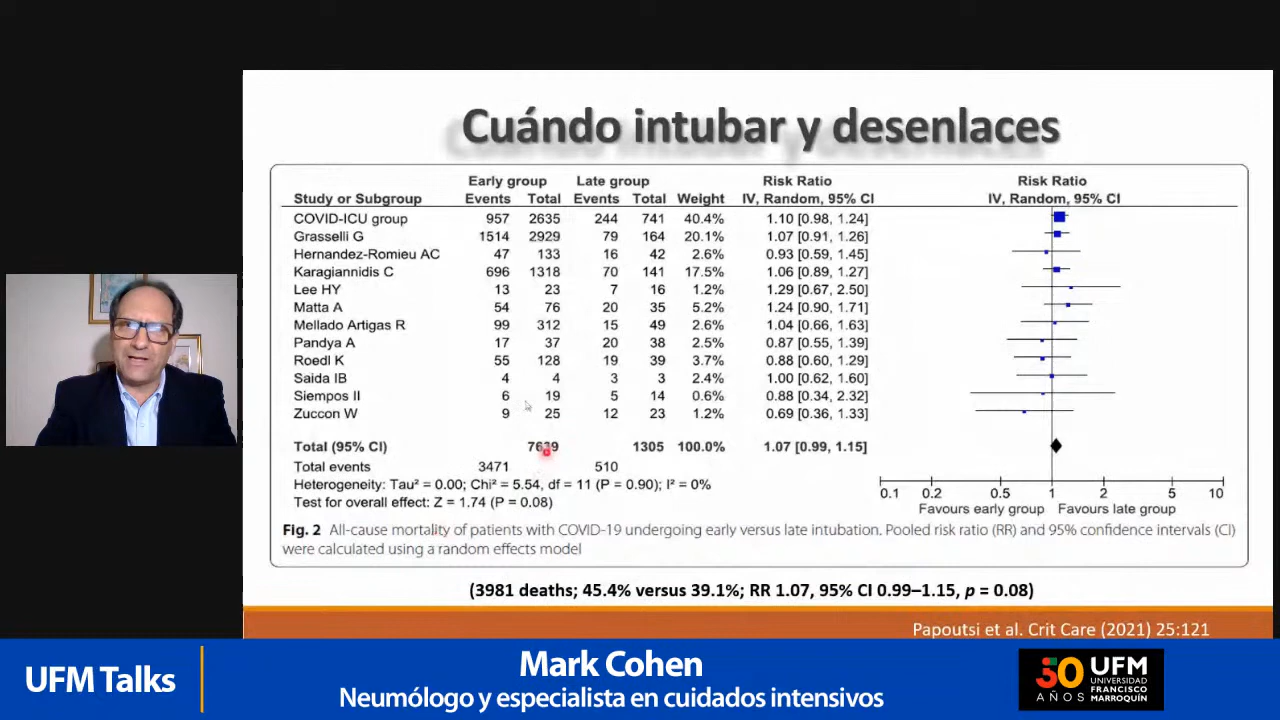 Cuándo intubar y desenlaces
Early group Late group Risk Ratio Risk Ratio
Study or Subgroup Events Total Events Total Weight IV, Random, 95% CI IV, Random, 95% CI
COVID-ICU group 957 2635 244 741 40.4% 1.10 [0.98, 1.24]
Grasselli G 1514 2929 79 164 20.1% 1.07 [0.91, 1.26]
Hernandez-Romieu AC 47 133 16 42 2.6% 0.93 [0.59, 1.45]
Karagiannidis C 696 1318 70 141 17.5% 1.06 [0.89, 1.27]
Lee HY 13 23 7 16 1.2% 1.29 [0.67, 2.50]
Matta A 54 76 20 35 5.2% 1.24 [0.90, 1.71]
Mellado Artigas R 99 312 15 49 2.6% 1.04 [0.66, 1.63]
Pandya A 17 37 20 38 2.5% 0.87 [0.55, 1.39]
Roedl K 55 128 19 39 3.7% 0.88 [0.60, 1.29]
Saida IB 4 4 3 3 2.4% 1.00 [0.62, 1.60]
Siempos II 6 19 5 14 0.6% 0.88 [0.34, 2.32]
Zuccon W 9 25 12 23 1.2% 0.69 [0.36, 1.33]
Total (95% CI) 7639 1305 100.0% 1.07 [0.99, 1.15]
Total events 3471 510
Heterogeneity: Tau² = 0.00; Chi² = 5.54, df = 11 (P = 0.90); I² = 0%
Test for overall effect: Z = 1.74 (P = 0.08)
0.1 0.2 0.5 1 2 5 10
Favours early group Favours late group
Fig. 2 All-cause mortality of patients with COVID-19 undergoing early versus late intubation. Pooled risk ratio (RR) and 95% confidence intervals (CI)
were calculated using a random effects model
(3981 deaths; 45.4% versus 39.1%; RR 1.07, 95% CI 0.99–1.15, p = 0.08)
Papoutsi et al. Crit Care (2021) 25:121
UFM Talks
Mark Cohen
Neumólogo y especialista en cuidados intensivos
50 AÑOS
UFM
UNIVERSIDAD
FRANCISCO
MARROQUÍN